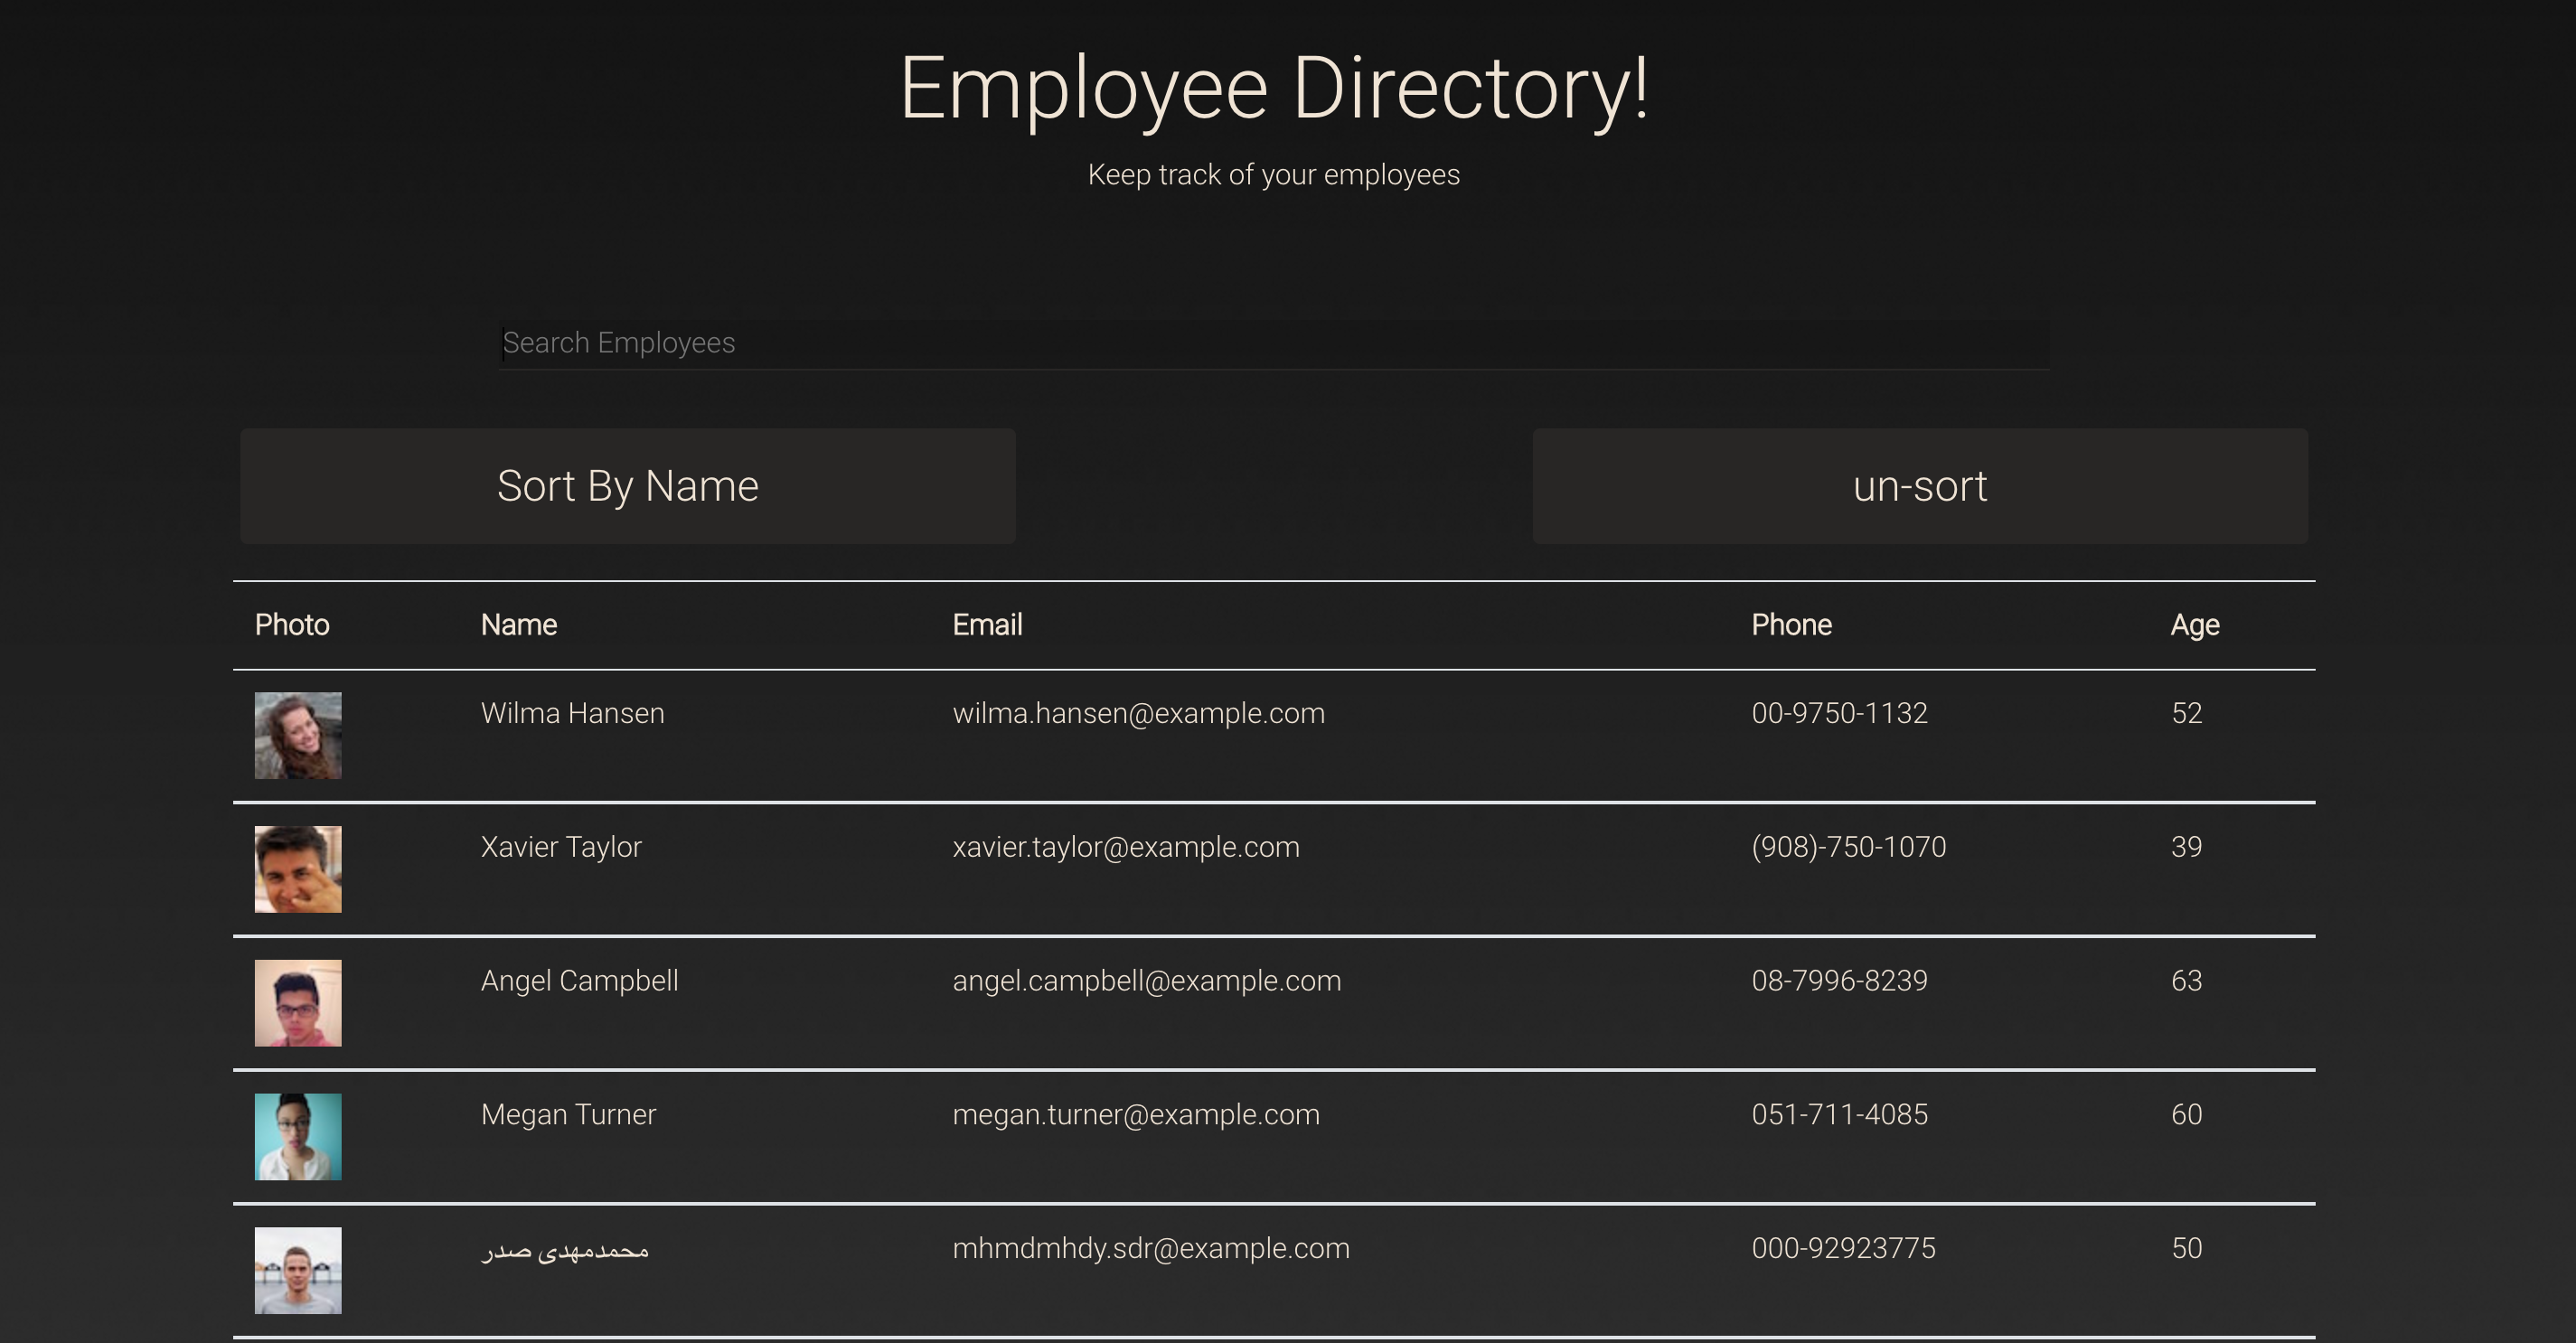 Employee Directory!
Keep track of your employees
Search Employees
Sort By Name un-sort
Photo Name Email Phone Age
Wilma Hansen wilma.hansen@example.com 00-9750-1132 52
Xavier Taylor xavier.taylor@example.com (908)-750-1070 39
Angel Campbell angel.campbell@example.com 08-7996-8239 63
Megan Turner megan.turner@example.com 051-711-4085 60
محمدمهدی صدر mhmdmhdy.sdr@example.com 000-92923775 50